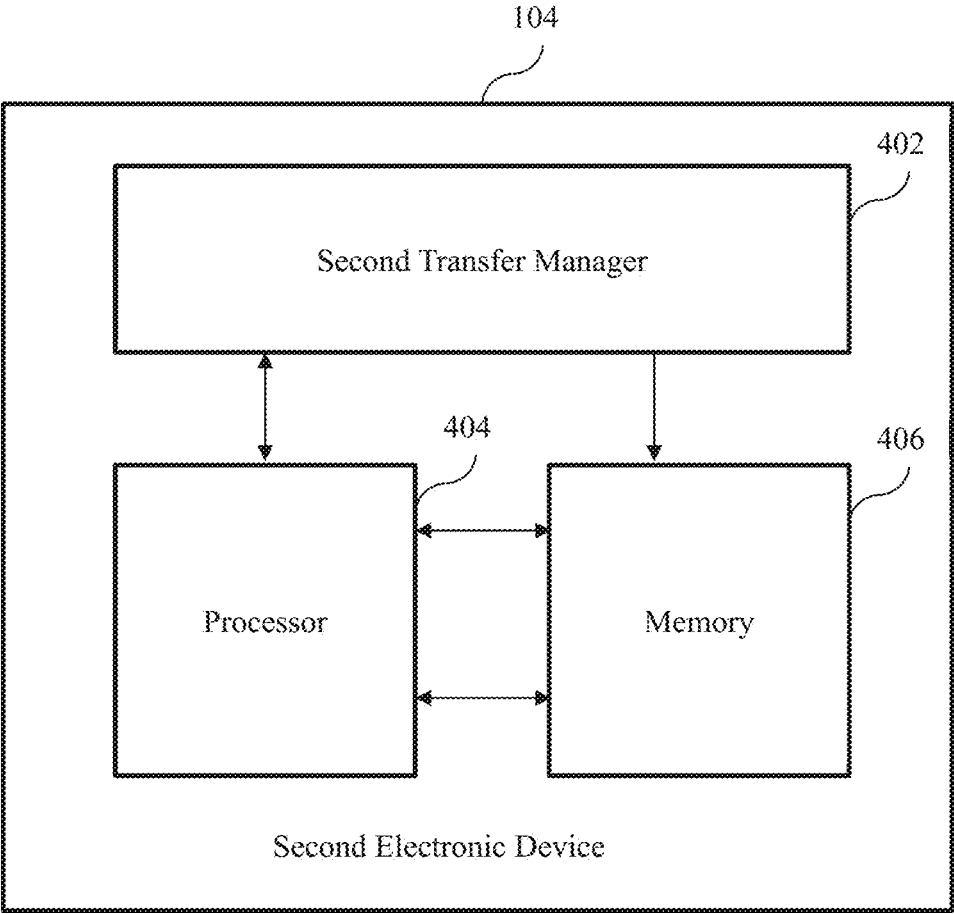 104
402
Second Transfer Manager
404
406
Processor
Memory
Second Electronic Device